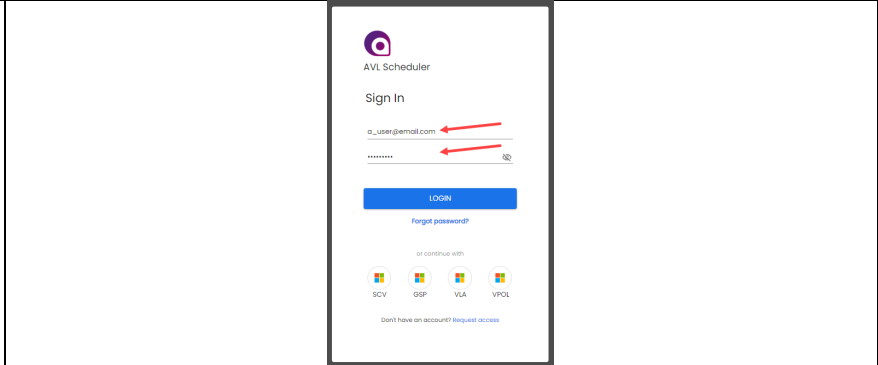 AVL Scheduler
Sign In
a_user@email.com
•••••••••
LOGIN
Forgot password?
or continue with
SCV GSP VLA VPOL
Don't have an account? Request access